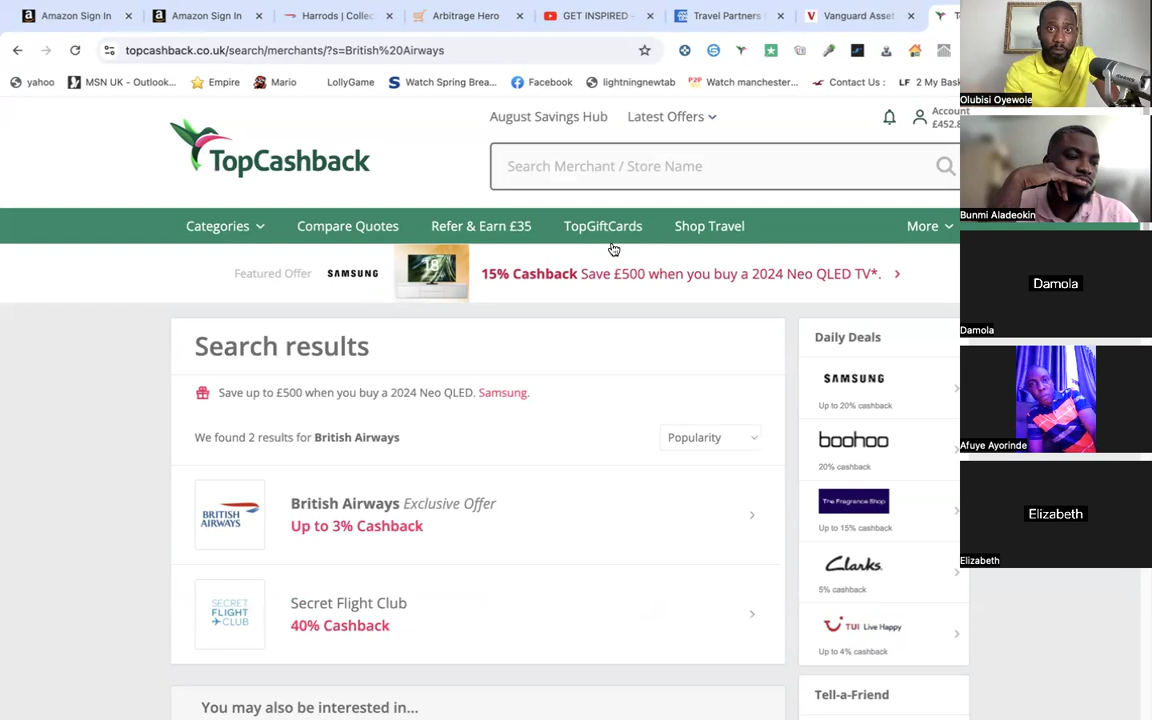 Amazon Sign In
Amazon Sign In
Harrods | Collec
Arbitrage Hero
GET INSPIRED -
Travel Partners
Vanguard Asset
topcashback.co.uk/search/merchants/?s=British%20Airways
yahoo
MSN UK - Outlook...
Empire
Mario
LollyGame
Watch Spring Brea...
Facebook
lightningnewtab
Watch manchester...
Contact Us :
LF 2 My Bask
August Savings Hub
Latest Offers
Account
£452.8
TopCashback
Search Merchant / Store Name
Categories
Compare Quotes
Refer & Earn £35
TopGiftCards
Shop Travel
More
Featured Offer
SAMSUNG
18
15% Cashback Save £500 when you buy a 2024 Neo QLED TV*.
Search results
Save up to £500 when you buy a 2024 Neo QLED. Samsung.
We found 2 results for British Airways
Popularity
BRITISH AIRWAYS
British Airways Exclusive Offer
Up to 3% Cashback
SECRET
FLIGHT
CLUB
Secret Flight Club
40% Cashback
You may also be interested in...
Daily Deals
SAMSUNG
Up to 20% cashback
boohoo
20% cashback
The Fragrance Shop
Up to 15% cashback
Clarks.
5% cashback
TUI Live Happy
Up to 4% cashback
Tell-a-Friend
Olubisi Oyewole
Bunmi Aladeokin
Damola
Damola
Afuye Ayorinde
Elizabeth
Elizabeth